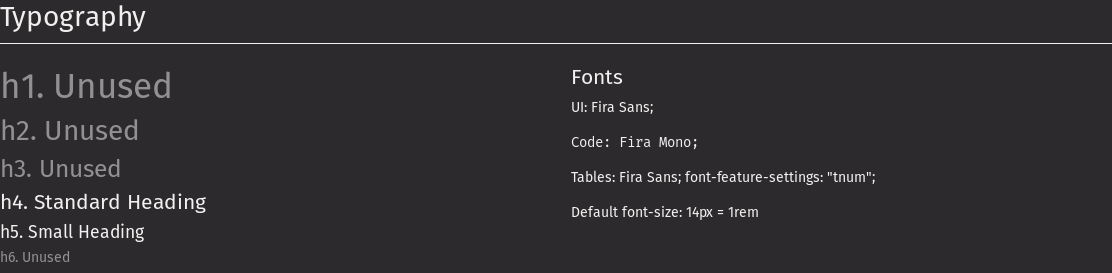 Typography
h1. Unused
h2. Unused
h3. Unused
h4. Standard Heading
h5. Small Heading
h6. Unused
Fonts
UI: Fira Sans;
Code: Fira Mono;
Tables: Fira Sans; font-feature-settings: "tnum";
Default font-size: 14px = 1rem